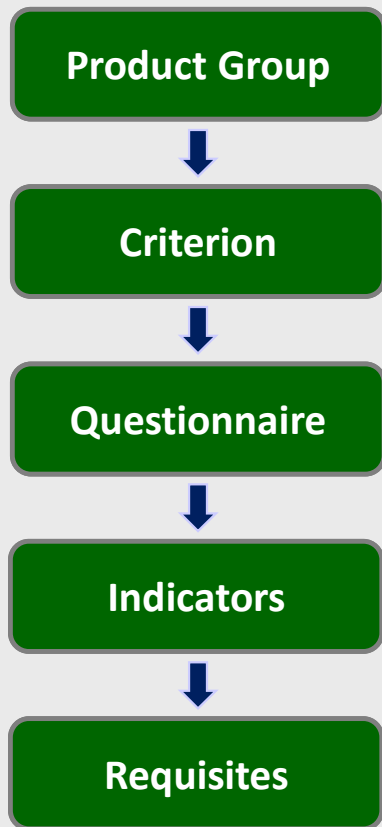 Product Group
Criterion
Questionnaire
Indicators
Requisites